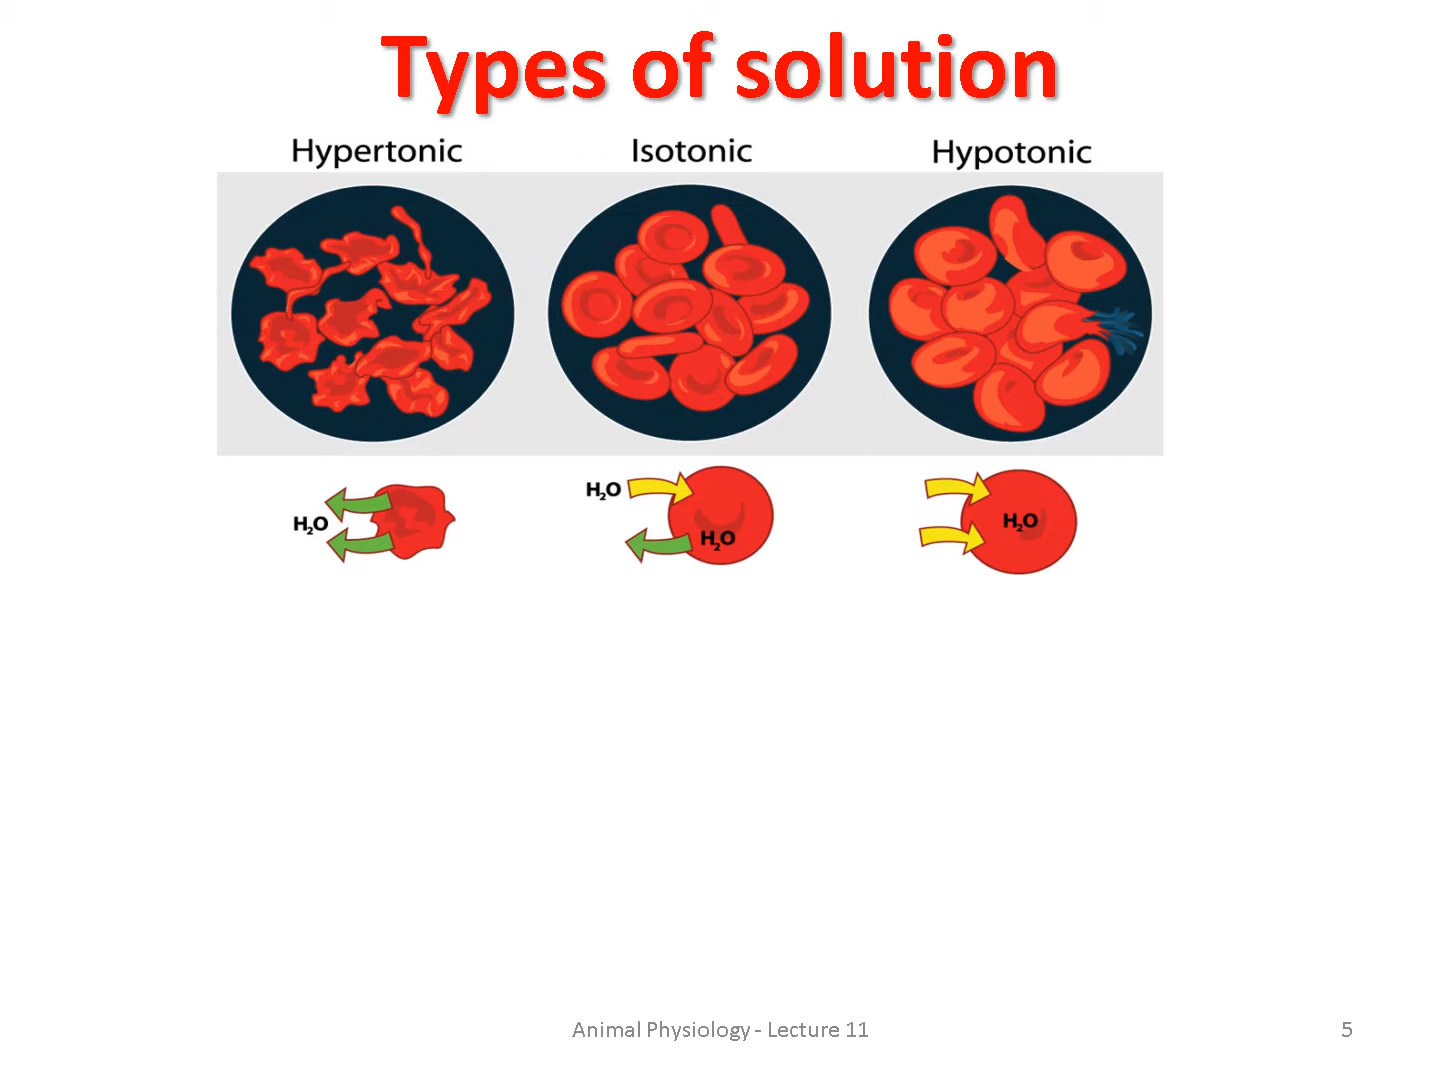 Types of solution
Hypertonic Isotonic Hypotonic
H₂O
H₂O
H₂O
H₂O
Animal Physiology - Lecture 11
5